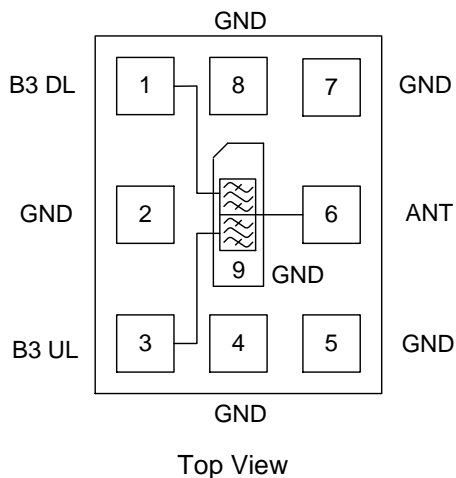 GND
B3 DL 1 8 7 GND
GND 2 6 ANT
9 GND
B3 UL 3 4 5 GND
GND
Top View